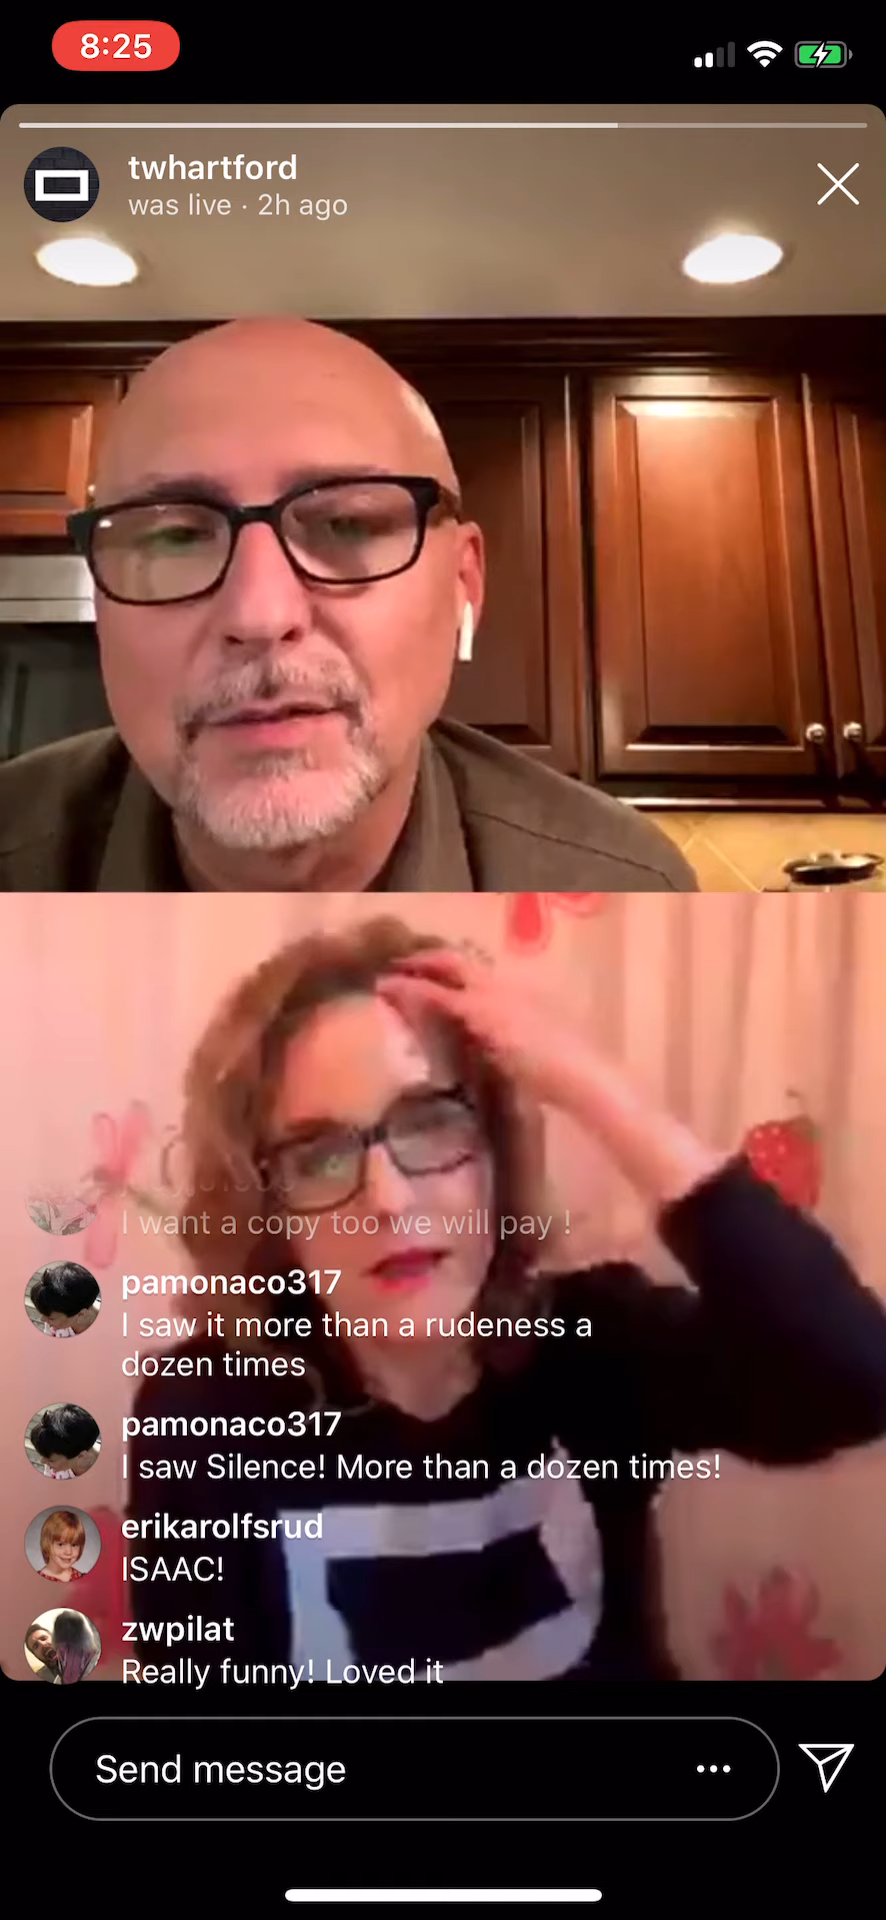 8:25
twhartford
was live · 2h ago
I want a copy too we will pay !
pamonaco317
I saw it more than a rudeness a
dozen times
pamonaco317
I saw Silence! More than a dozen times!
erikarolfsrud
ISAAC!
zwpilat
Really funny! Loved it
Send message